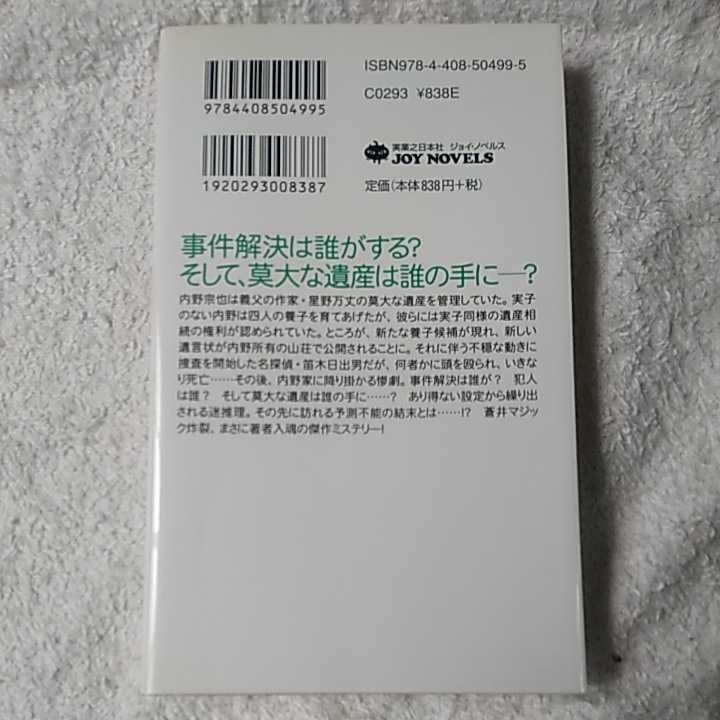 ISBN978-4-408-50499-5
9784408504995
C0293 ¥838E
実業之日本社 ジョイ・ノベルス
JOY NOVELS
1920293008387
定価(本体838円+税)
事件解決は誰がする?
そして、莫大な遺産は誰の手に―?
内野宗也は義父の作家・星野万丈の莫大な遺産を管理していた。実子
のない内野は四人の養子を育てあげたが、彼らには実子同様の遺産相
続の権利が認められていた。ところが、新たな養子候補が現れ、新しい
遺言状が内野所有の山荘で公開されることに。それに伴う不穏な動きに
捜査を開始した名探偵・笛木日出男だが、何者かに頭を殴られ、いきな
り死亡……その後、内野家に降り掛かる惨劇。事件解決は誰が? 犯人
は誰? そして莫大な遺産は誰の手に……? あり得ない設定から繰り出
される迷推理。その先に訪れる予測不能の結末とは……!? 蒼井マジッ
ク炸裂、まさに著者入魂の傑作ミステリー!